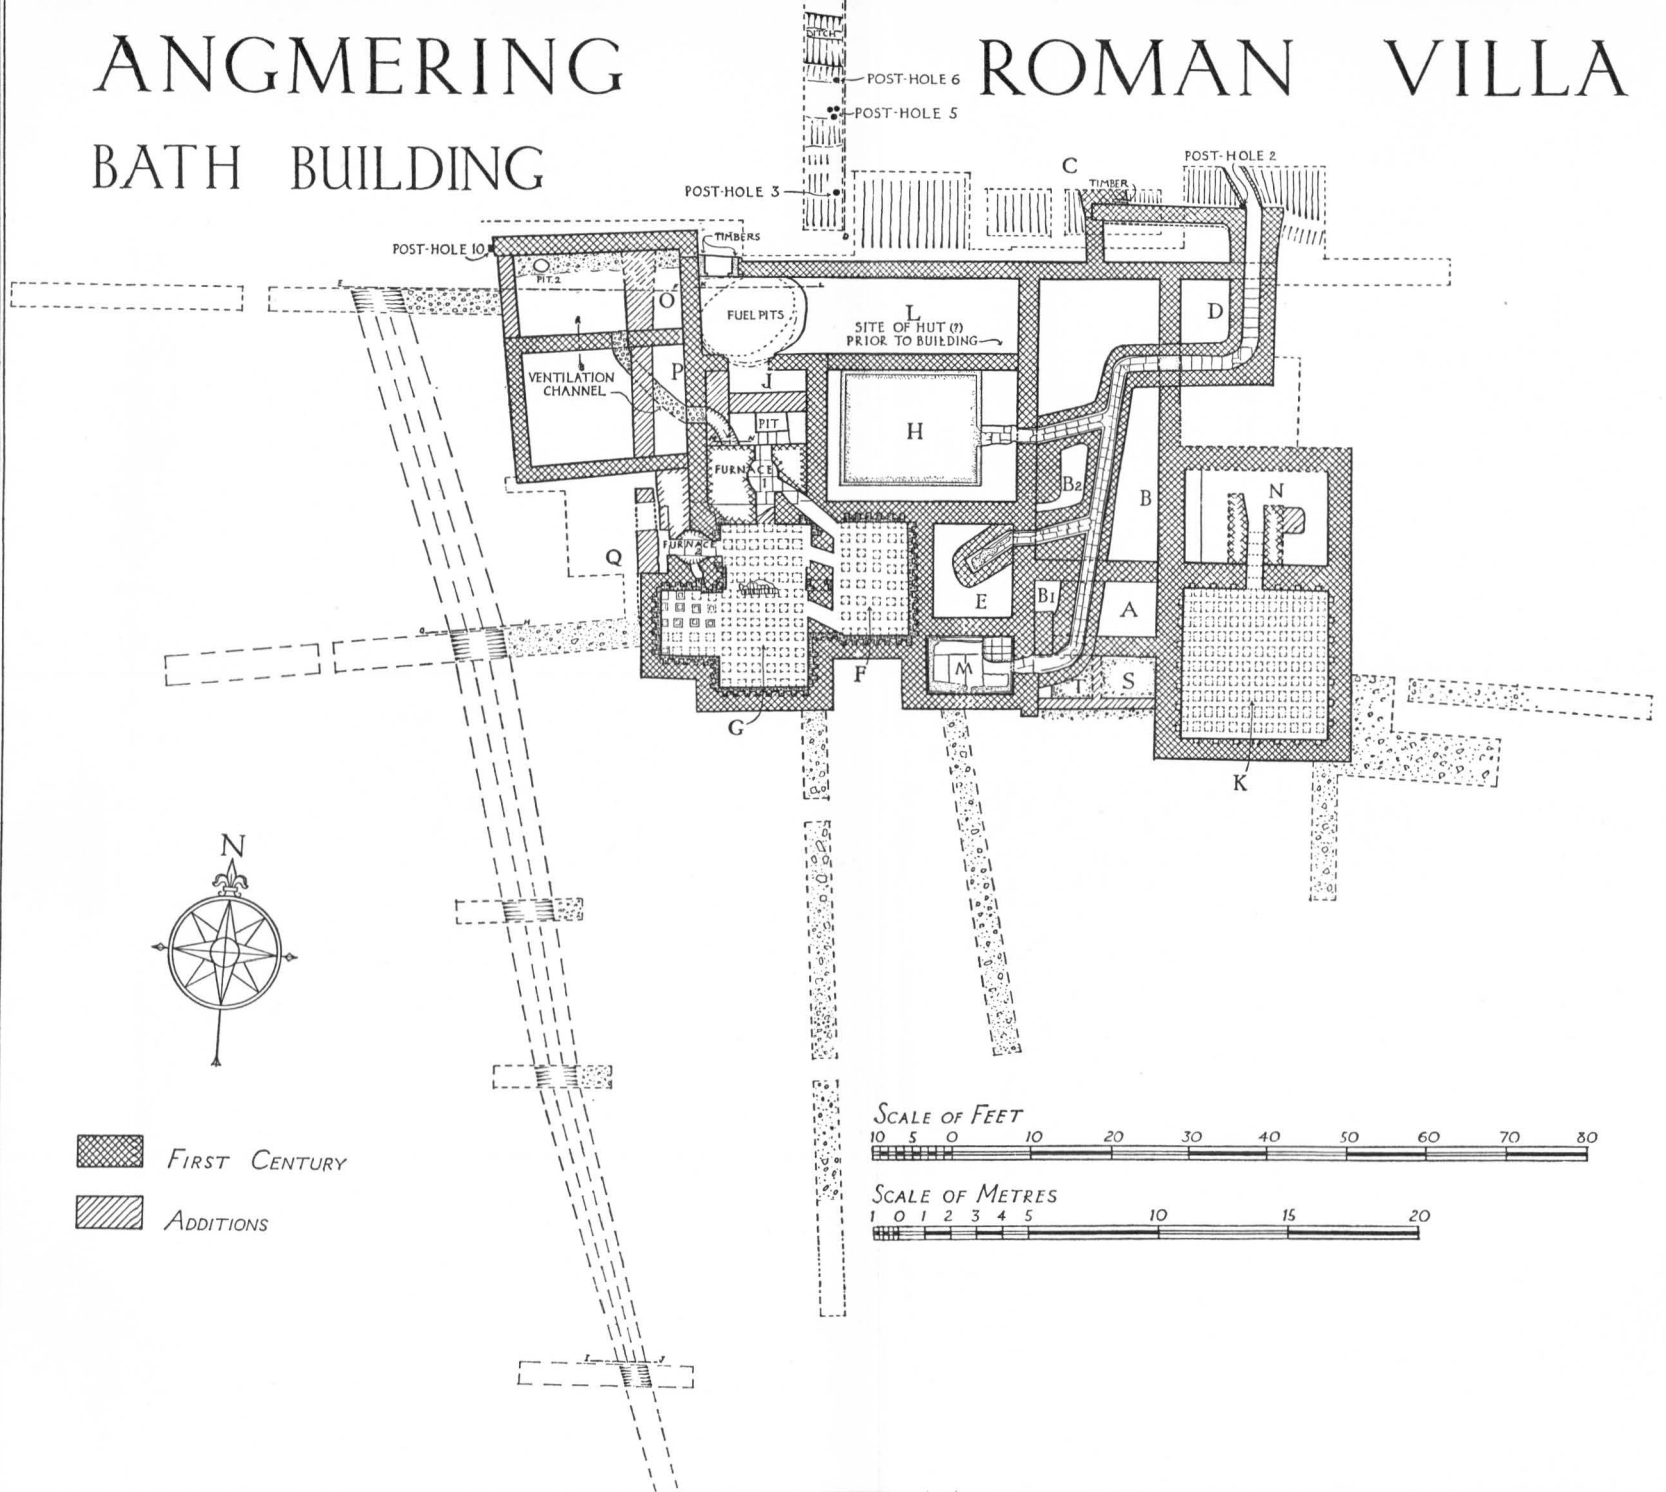 ANGMERING ROMAN VILLA
BATH BUILDING
DITCH
POST-HOLE 6
POST-HOLE 5
POST-HOLE 3
C
POST-HOLE 2
TIMBER
D
POST-HOLE 10
TIMBERS
PIT.2
O
FUEL PITS
L
SITE OF HUT (?)
PRIOR TO BUILDING
D
P
VENTILATION
CHANNEL
J
PIT
H
FURNACE
1
B2
B
N
Q
FURNACE
2
E
B1
A
M
T
S
F
G
K
E
F
K
L
G
H
I
J
N
SCALE OF FEET
10 5 0 10 20 30 40 50 60 70 80
SCALE OF METRES
1 0 1 2 3 4 5 10 15 20
FIRST CENTURY
ADDITIONS